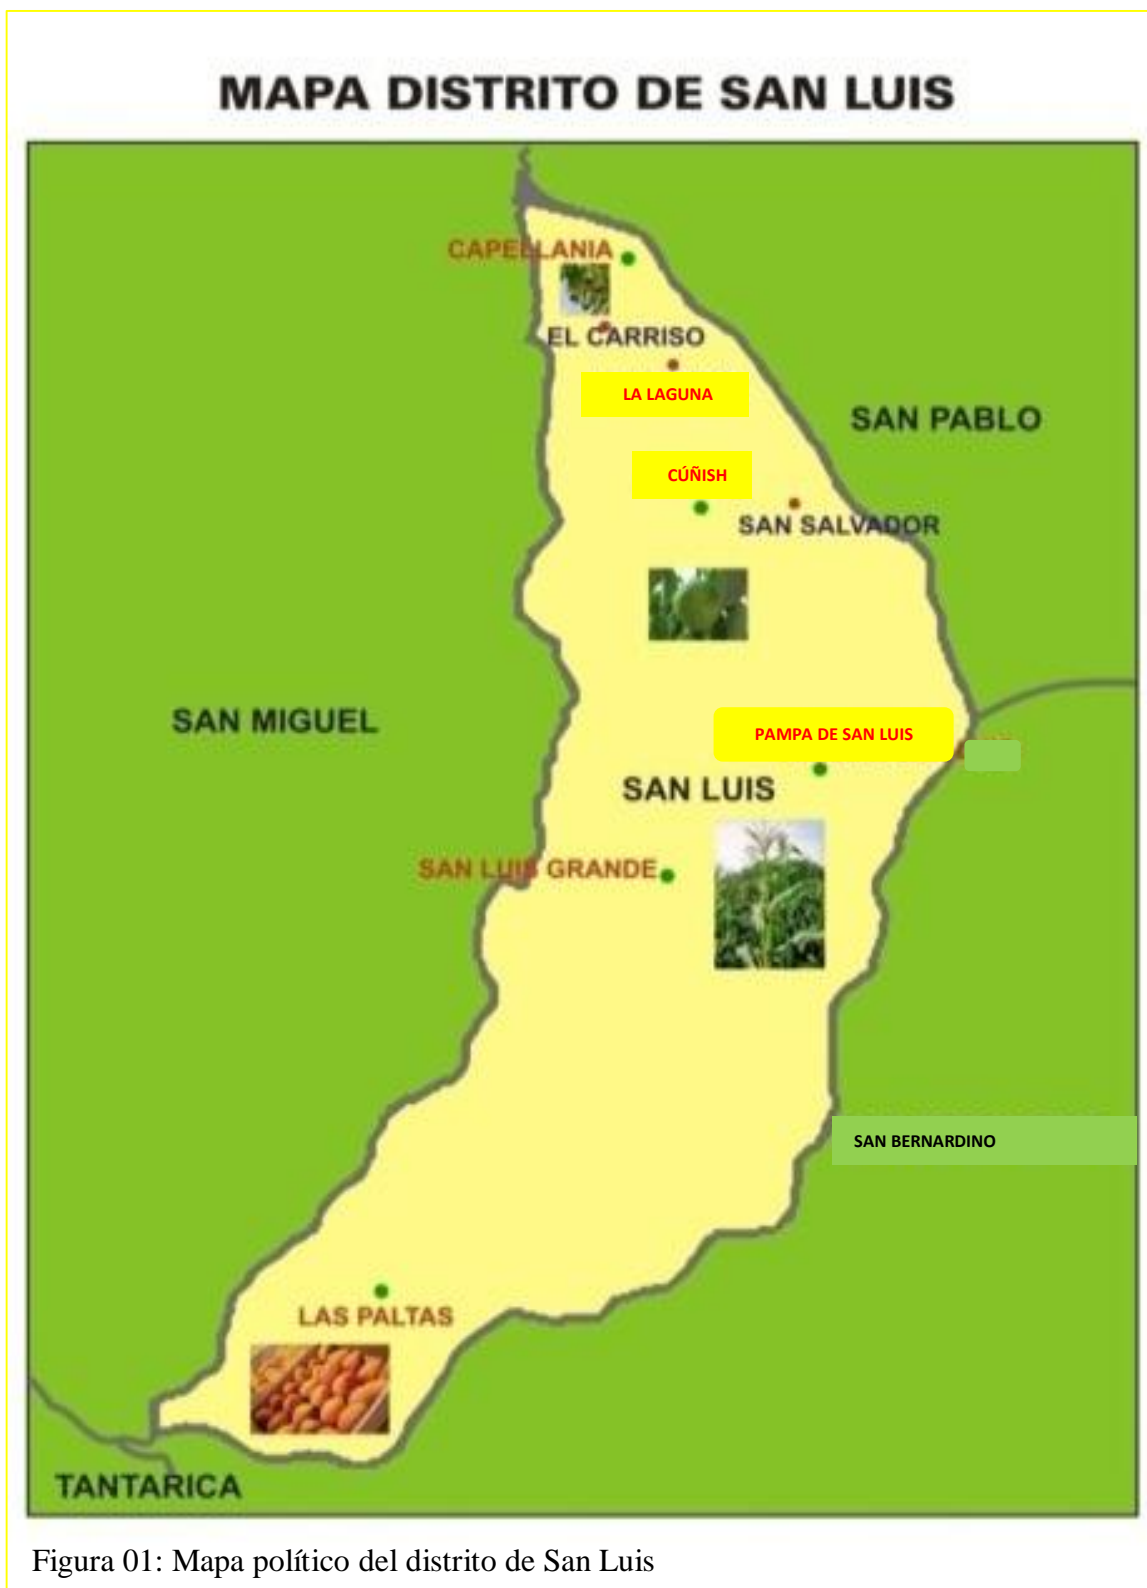 MAPA DISTRITO DE SAN LUIS
CAPELLANIA
EL CARRISO
LA LAGUNA
SAN PABLO
CÚÑISH
SAN SALVADOR
SAN MIGUEL
PAMPA DE SAN LUIS
SAN LUIS
SAN LUIS GRANDE
SAN BERNARDINO
LAS PALTAS
TANTARICA
Figura 01: Mapa político del distrito de San Luis